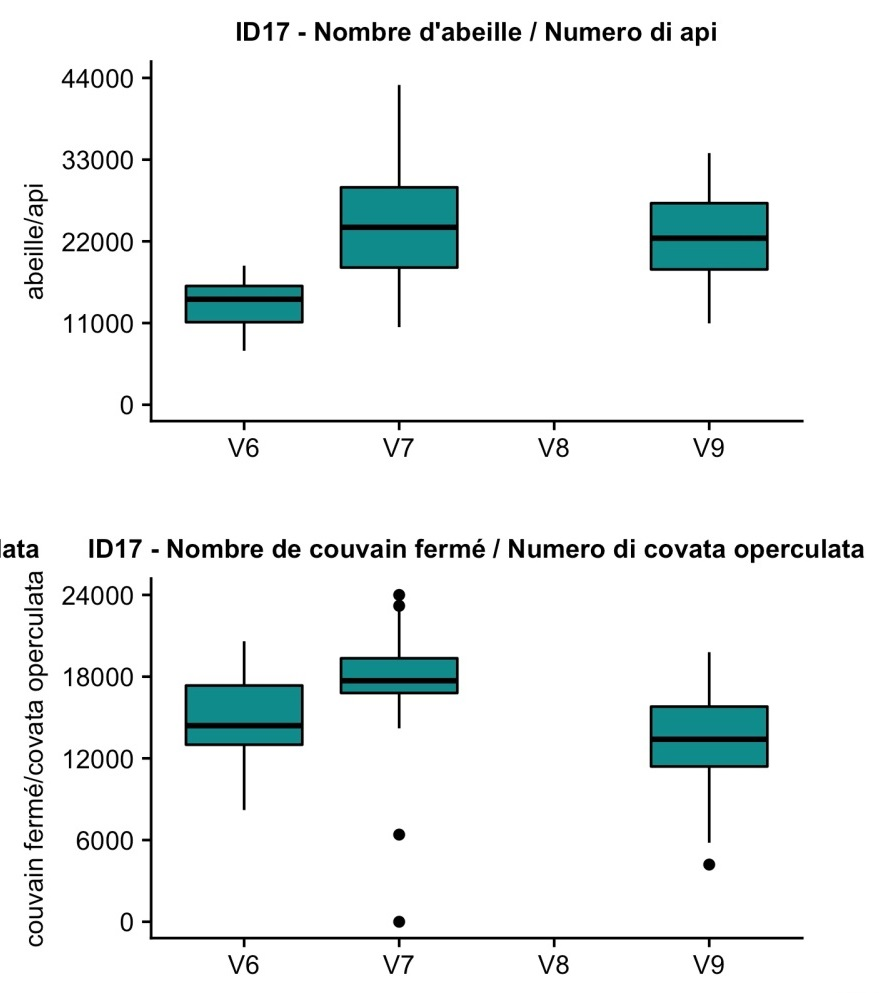 ID17 - Nombre d'abeille / Numero di api
abeille/api
44000
33000
22000
11000
0
V6 V7 V8 V9
lata
ID17 - Nombre de couvain fermé / Numero di covata operculata
couvain fermé/covata operculata
24000
18000
12000
6000
0
V6 V7 V8 V9